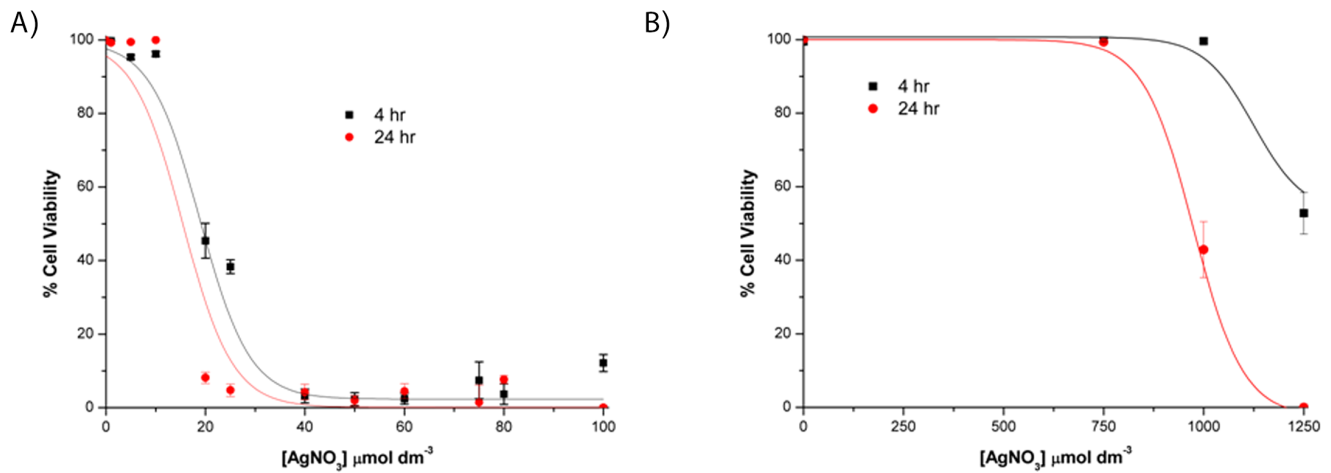 A)
100
80
60
40
20
0
% Cell Viability
4 hr
24 hr
0 20 40 60 80 100
[AgNO₃] μmol dm⁻³
B)
100
80
60
40
20
0
% Cell Viability
4 hr
24 hr
0 250 500 750 1000 1250
[AgNO₃] μmol dm⁻³